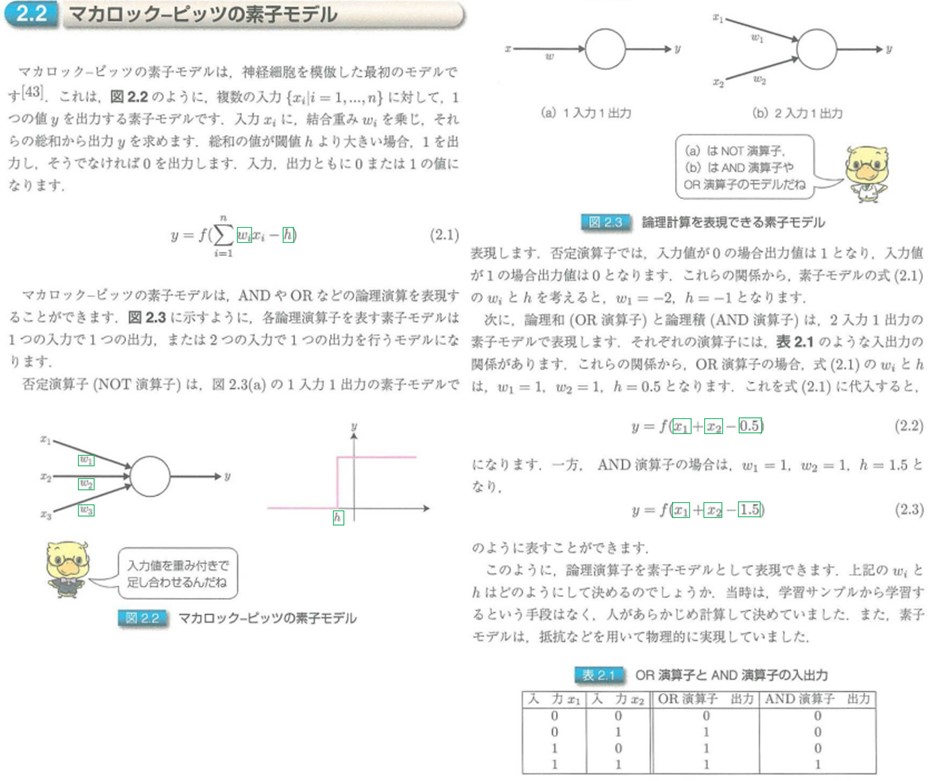 2.2 マカロック–ピッツの素子モデル
マカロック–ピッツの素子モデルは,神経細胞を模倣した最初のモデルで
す[43].これは,図2.2のように,複数の入力 {x_i|i = 1,...,n} に対して,1
つの値 y を出力する素子モデルです.入力 x_i に,結合重み w_i を乗じ,それ
らの総和から出力 y を求めます.総和の値が閾値 h より大きい場合,1を出
力し,そうでなければ0を出力します.入力,出力ともに0または1の値に
なります.
y = f(∑_{i=1}^{n} w_i x_i − h) (2.1)
マカロック–ピッツの素子モデルは,ANDやORなどの論理演算を表現す
ることができます.図2.3に示すように,各論理演算子を表す素子モデルは
1つの入力で1つの出力,または2つの入力で1つの出力を行うモデルにな
ります.
否定演算子(NOT演算子)は,図2.3(a)の1入力1出力の素子モデルで
x_1
x_2
x_3
w_1
w_2
w_3
y
y
h
入力値を重み付きで
足し合わせるんだね
図2.2 マカロック–ピッツの素子モデル
x
w
y
(a) 1入力1出力
x_1
x_2
w_1
w_2
y
(b) 2入力1出力
(a)はNOT演算子,
(b)はAND演算子や
OR演算子のモデルだね
図2.3 論理計算を表現できる素子モデル
表現します.否定演算子では,入力値が0の場合出力値は1となり,入力値
が1の場合出力値は0となります.これらの関係から,素子モデルの式(2.1)
の w_i と h を考えると,w_1 = −2,h = −1 となります.
次に,論理和(OR演算子)と論理積(AND演算子)は,2入力1出力の
素子モデルで表現します.それぞれの演算子には,表2.1のような入出力の
関係があります.これらの関係から,OR演算子の場合,式(2.1)の w_i と h
は,w_1 = 1,w_2 = 1,h = 0.5 となります.これを式(2.1)に代入すると,
y = f(x_1 + x_2 − 0.5) (2.2)
になります.一方,AND演算子の場合は,w_1 = 1,w_2 = 1,h = 1.5 と
なり,
y = f(x_1 + x_2 − 1.5) (2.3)
のように表すことができます.
このように,論理演算子を素子モデルとして表現できます.上記の w_i と
h はどのようにして決めるのでしょうか.当時は,学習サンプルから学習す
るという手段はなく,人があらかじめ計算して決めていました.また,素子
モデルは,抵抗などを用いて物理的に実現していました.
表2.1 OR演算子とAND演算子の入出力
入 力 x_1 入 力 x_2 OR演算子 出力 AND演算子 出力
0 0 0 0
0 1 1 0
1 0 1 0
1 1 1 1